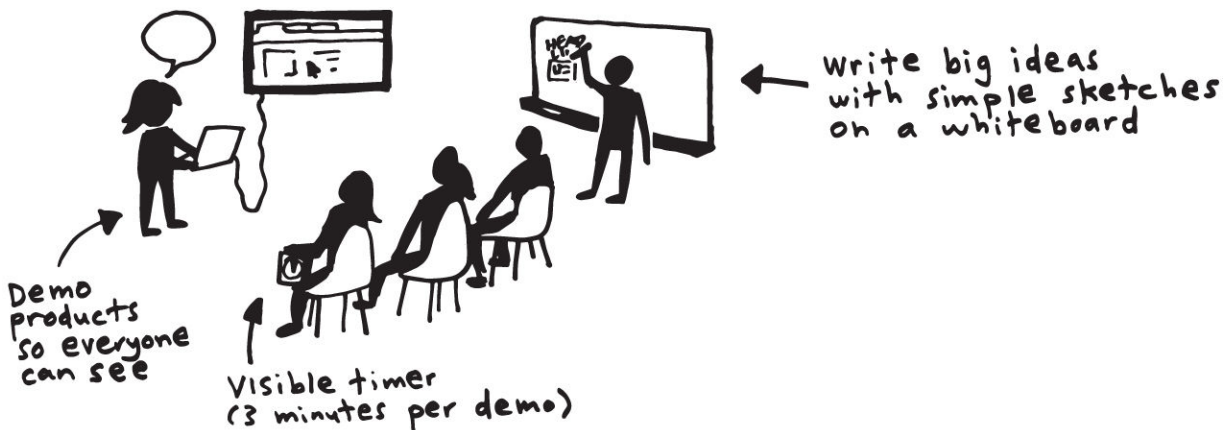 HEAD
Write big ideas
with simple sketches
on a whiteboard
Demo
products
so everyone
can see
Visible timer
(3 minutes per demo)